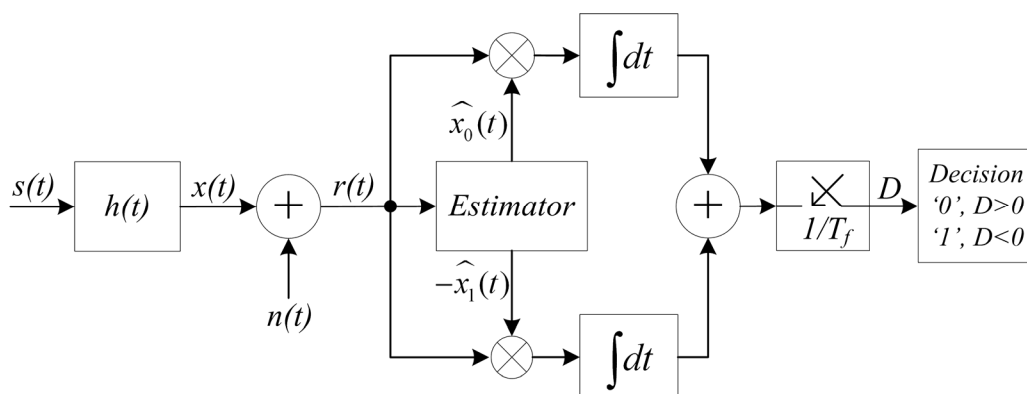 s(t)
h(t)
x(t)
+
n(t)
r(t)
∫dt
x̂₀(t)
Estimator
−x̂₁(t)
∫dt
+
1/T_f
D
Decision
‘0’, D>0
‘1’, D<0